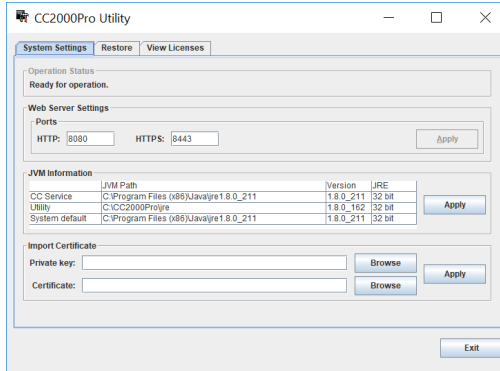 CC2000Pro Utility
System Settings Restore View Licenses
Operation Status
Ready for operation.
Web Server Settings
Ports
HTTP: 8080 HTTPS: 8443 Apply
JVM Information
JVM Path Version JRE
CC Service C:\Program Files (x86)\Java\jre1.8.0_211 1.8.0_211 32 bit
Utility C:\CC2000Pro\jre 1.8.0_162 32 bit
System default C:\Program Files (x86)\Java\jre1.8.0_211 1.8.0_211 32 bit
Apply
Import Certificate
Private key: Browse
Certificate: Browse
Apply
Exit